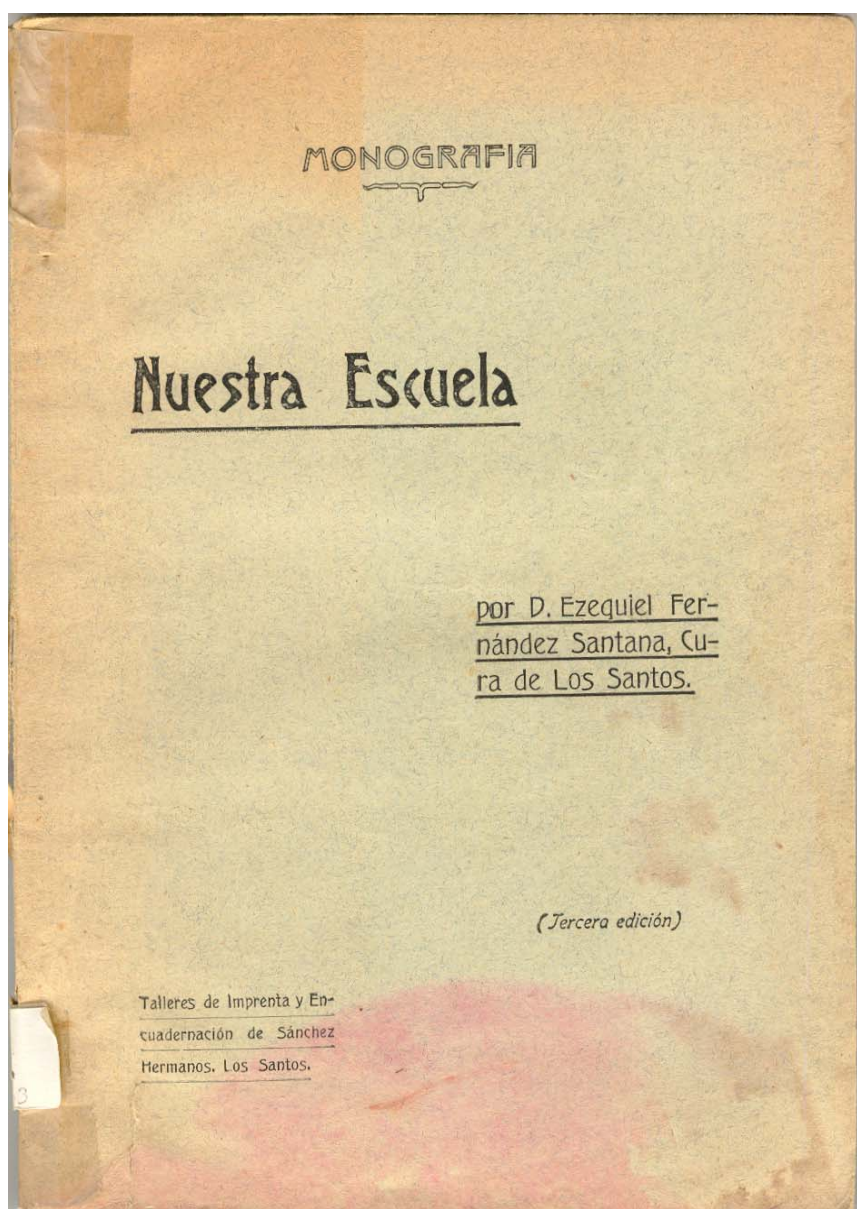 MONOGRAFIA
Nuestra Escuela
por D. Ezequiel Fer-
nández Santana, Cu-
ra de Los Santos.
(Tercera edición)
Talleres de Imprenta y En-
cuadernación de Sánchez
Hermanos. Los Santos.
3